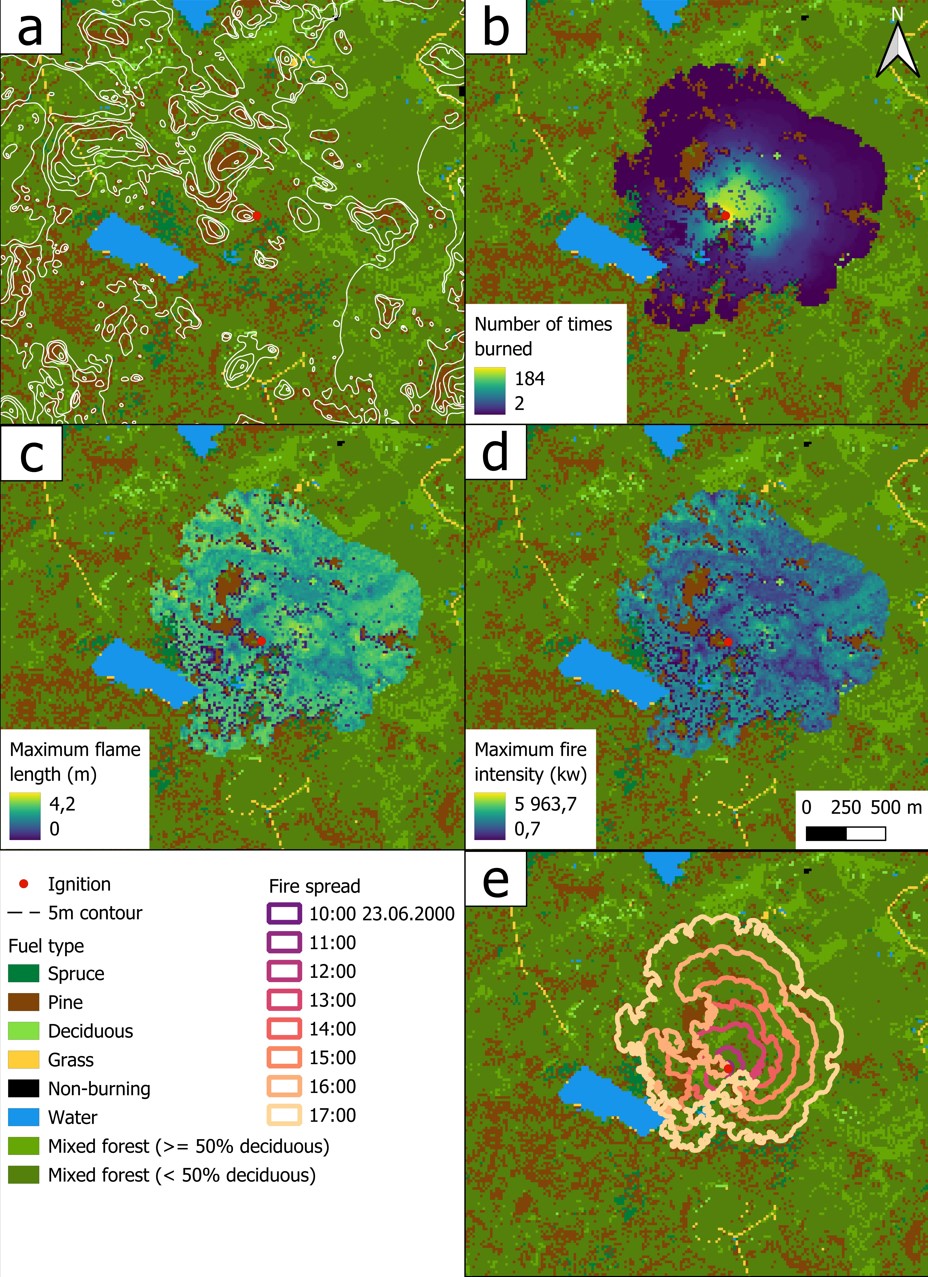 a
b
N
Number of times
burned
184
2
c
d
Maximum flame
length (m)
4,2
0
Maximum fire
intensity (kw)
5 963,7
0,7
0 250 500 m
e
Ignition
5m contour
Fuel type
Spruce
Pine
Deciduous
Grass
Non-burning
Water
Mixed forest (>= 50% deciduous)
Mixed forest (< 50% deciduous)
Fire spread
10:00 23.06.2000
11:00
12:00
13:00
14:00
15:00
16:00
17:00